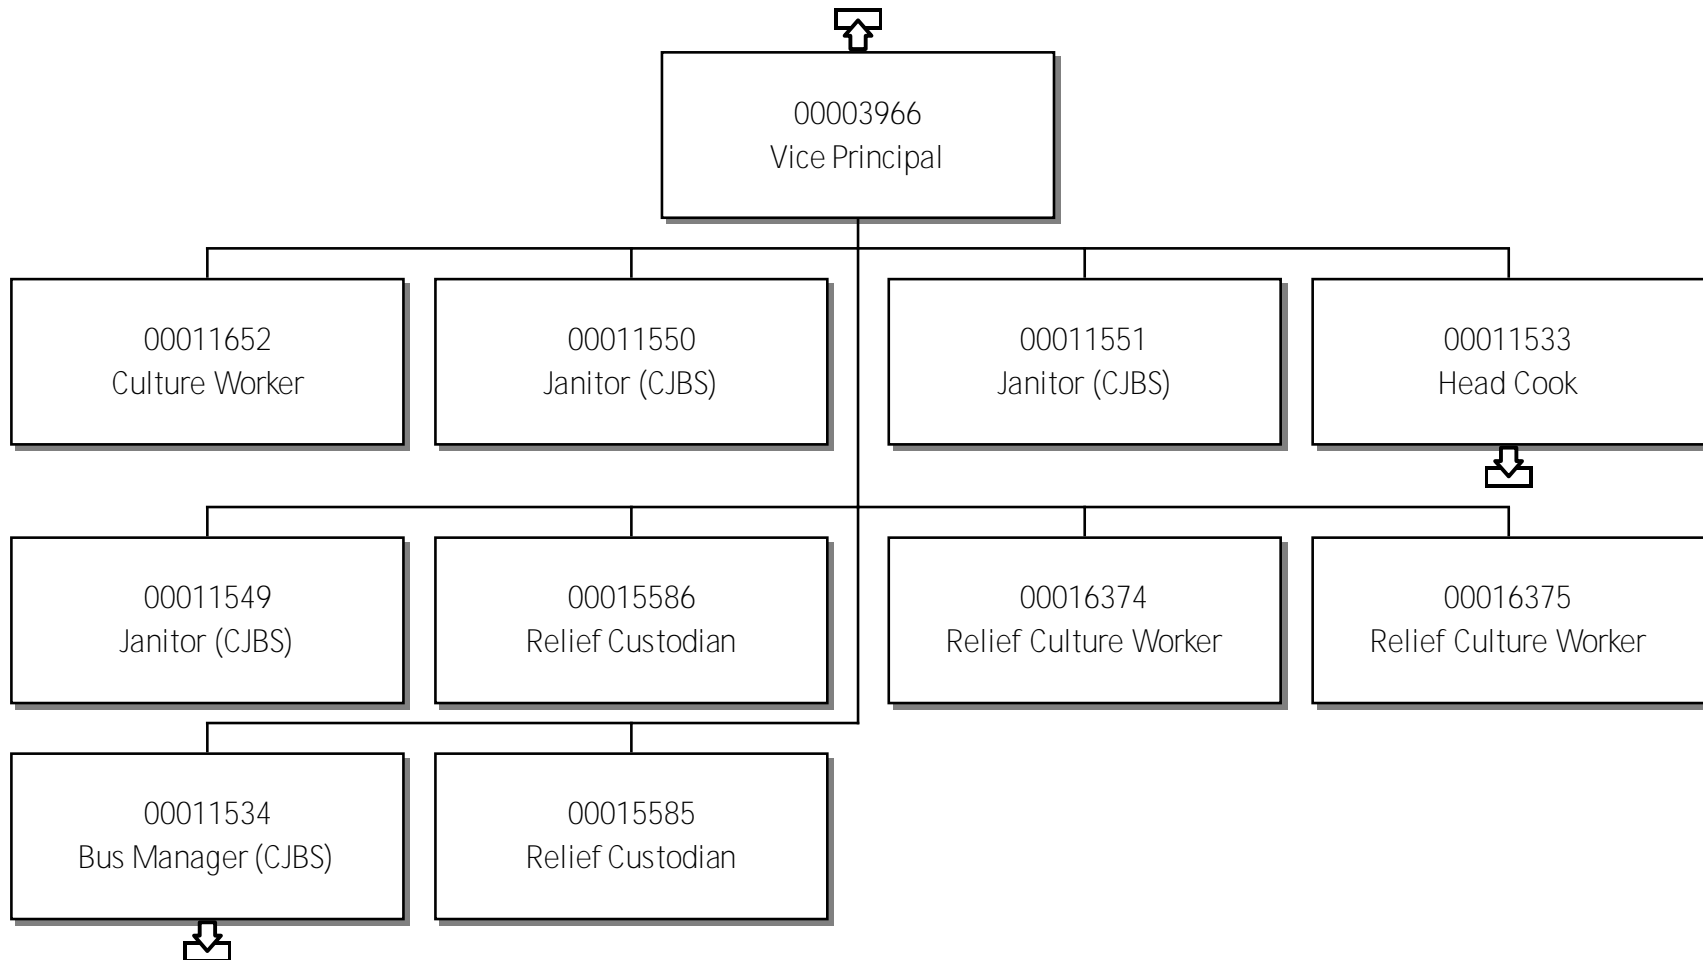 00003966
Vice Principal
00011652
Culture Worker
00011550
Janitor (CJBS)
00011551
Janitor (CJBS)
00011533
Head Cook
00011549
Janitor (CJBS)
00015586
Relief Custodian
00016374
Relief Culture Worker
00016375
Relief Culture Worker
00011534
Bus Manager (CJBS)
00015585
Relief Custodian